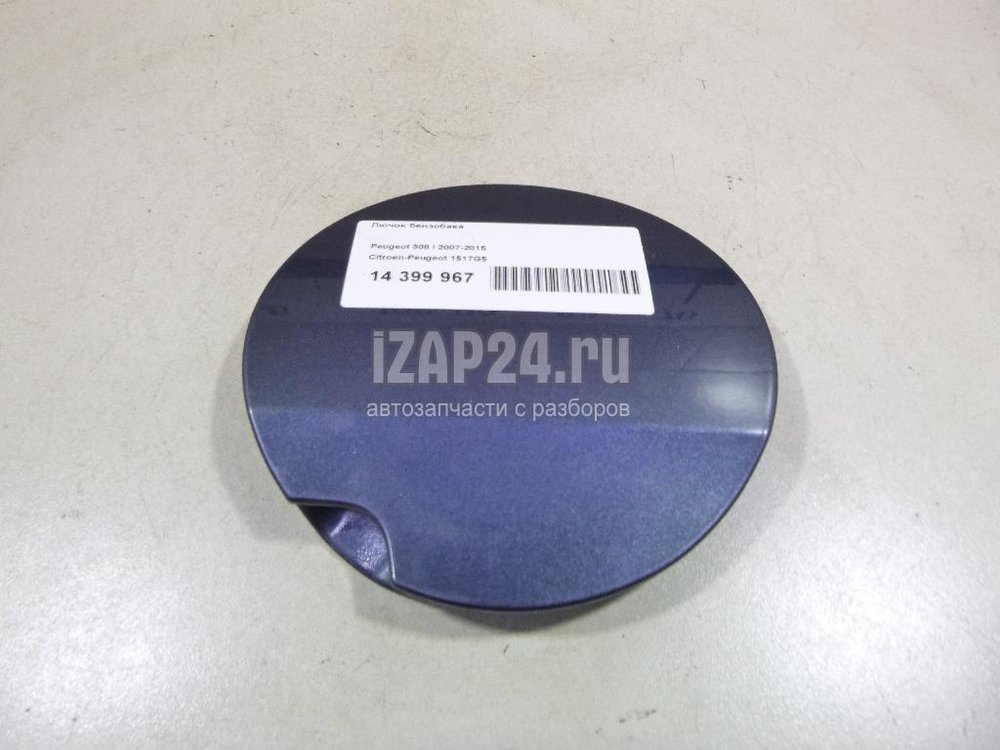 Лючок бензобака
Peugeot 308 I 2007-2015
Citroen-Peugeot 1517G5
14 399 967
iZAP24.ru
автозапчасти с разборов